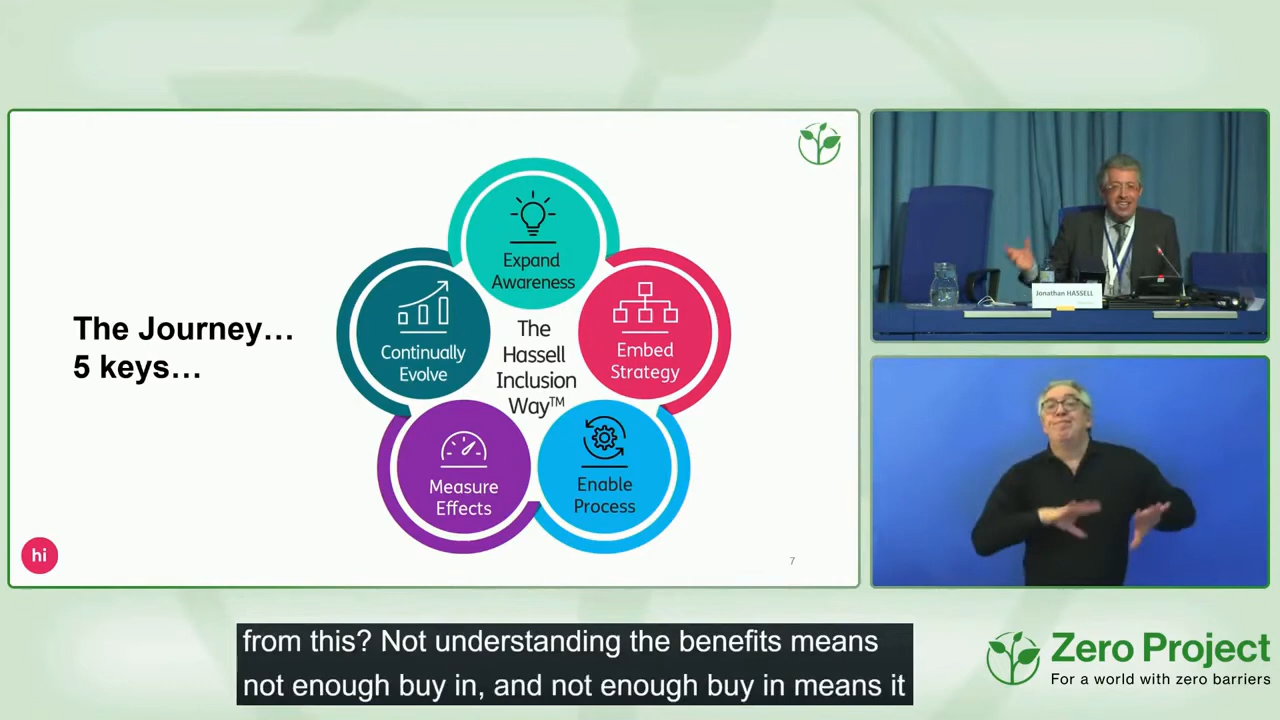 The Journey…
5 keys…
Expand
Awareness
Embed
Strategy
Enable
Process
Measure
Effects
Continually
Evolve
The
Hassell
Inclusion
Way™
hi
7
Jonathan HASSELL
from this? Not understanding the benefits means
not enough buy in, and not enough buy in means it
Zero Project
For a world with zero barriers